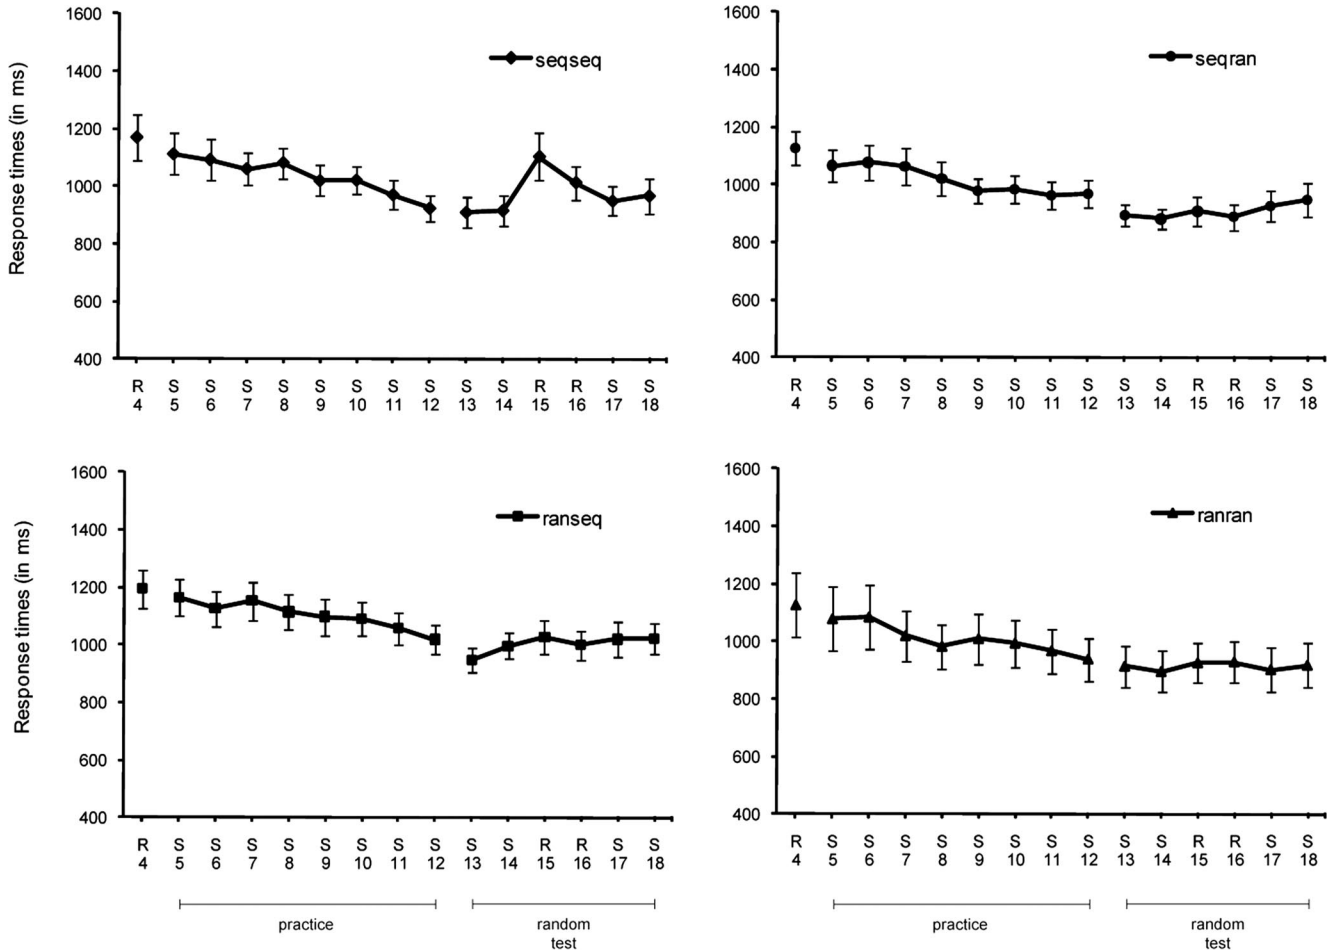 1600
1400
1200
1000
800
600
400
Response times (in ms)
seqseq
R S S S S S S S S S S R R S S
4 5 6 7 8 9 10 11 12 13 14 15 16 17 18
1600
1400
1200
1000
800
600
400
seqran
R S S S S S S S S S S R R S S
4 5 6 7 8 9 10 11 12 13 14 15 16 17 18
1600
1400
1200
1000
800
600
400
Response times (in ms)
ranseq
R S S S S S S S S S S R R S S
4 5 6 7 8 9 10 11 12 13 14 15 16 17 18
practice
random
test
1600
1400
1200
1000
800
600
400
ranran
R S S S S S S S S S S R R S S
4 5 6 7 8 9 10 11 12 13 14 15 16 17 18
practice
random
test